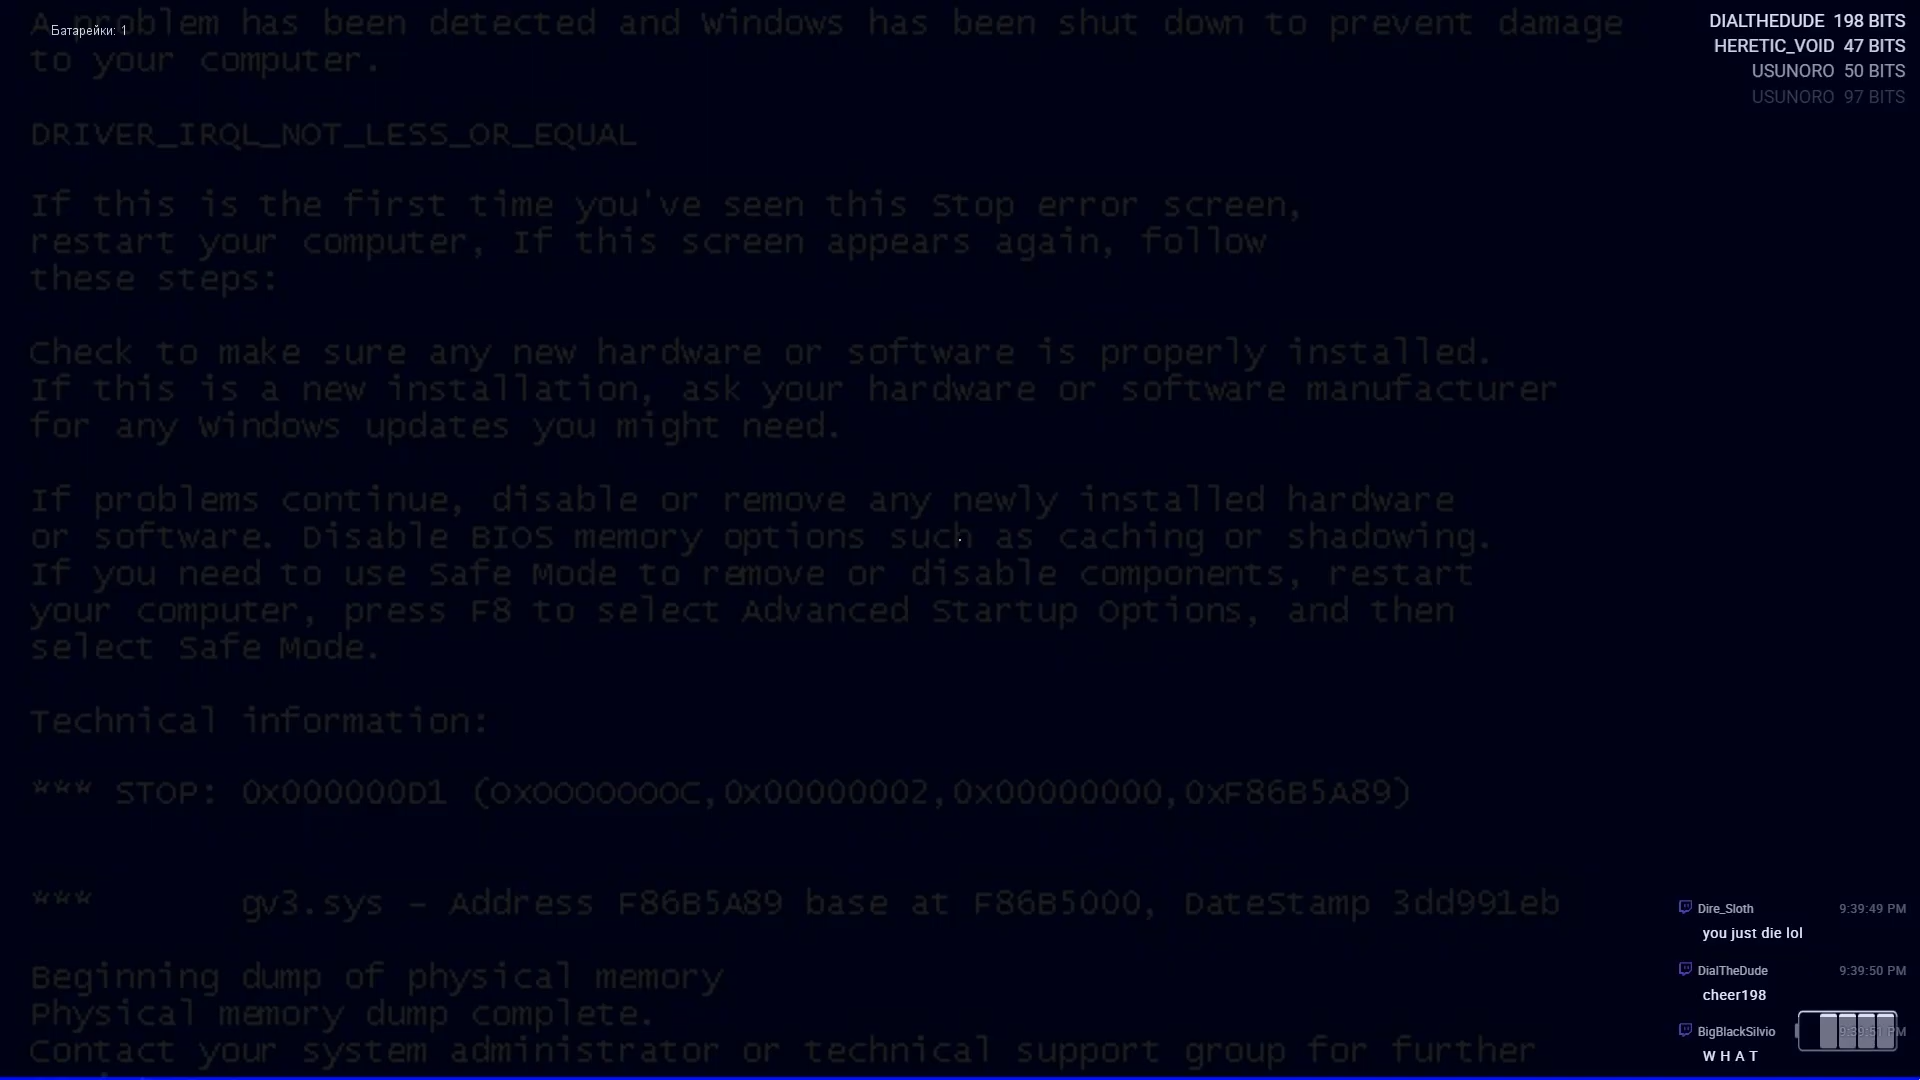 A problem has been detected and Windows has been shut down to prevent damage
to your computer.
Батарейки: 1
DIALTHEDUDE 198 BITS
HERETIC_VOID 47 BITS
USUNORO 50 BITS
USUNORO 97 BITS
DRIVER_IRQL_NOT_LESS_OR_EQUAL
If this is the first time you've seen this Stop error screen,
restart your computer, If this screen appears again, follow
these steps:
Check to make sure any new hardware or software is properly installed.
If this is a new installation, ask your hardware or software manufacturer
for any Windows updates you might need.
If problems continue, disable or remove any newly installed hardware
or software. Disable BIOS memory options such as caching or shadowing.
If you need to use Safe Mode to remove or disable components, restart
your computer, press F8 to select Advanced Startup Options, and then
select Safe Mode.
Technical information:
*** STOP: 0x000000D1 (0x0000000C,0x00000002,0x00000000,0xF86B5A89)
*** gv3.sys – Address F86B5A89 base at F86B5000, DateStamp 3dd991eb
Beginning dump of physical memory
Physical memory dump complete.
Contact your system administrator or technical support group for further
Dire_Sloth 9:39:49 PM
you just die lol
DialTheDude 9:39:50 PM
cheer198
BigBlackSilvio 9:39:51 PM
W H A T